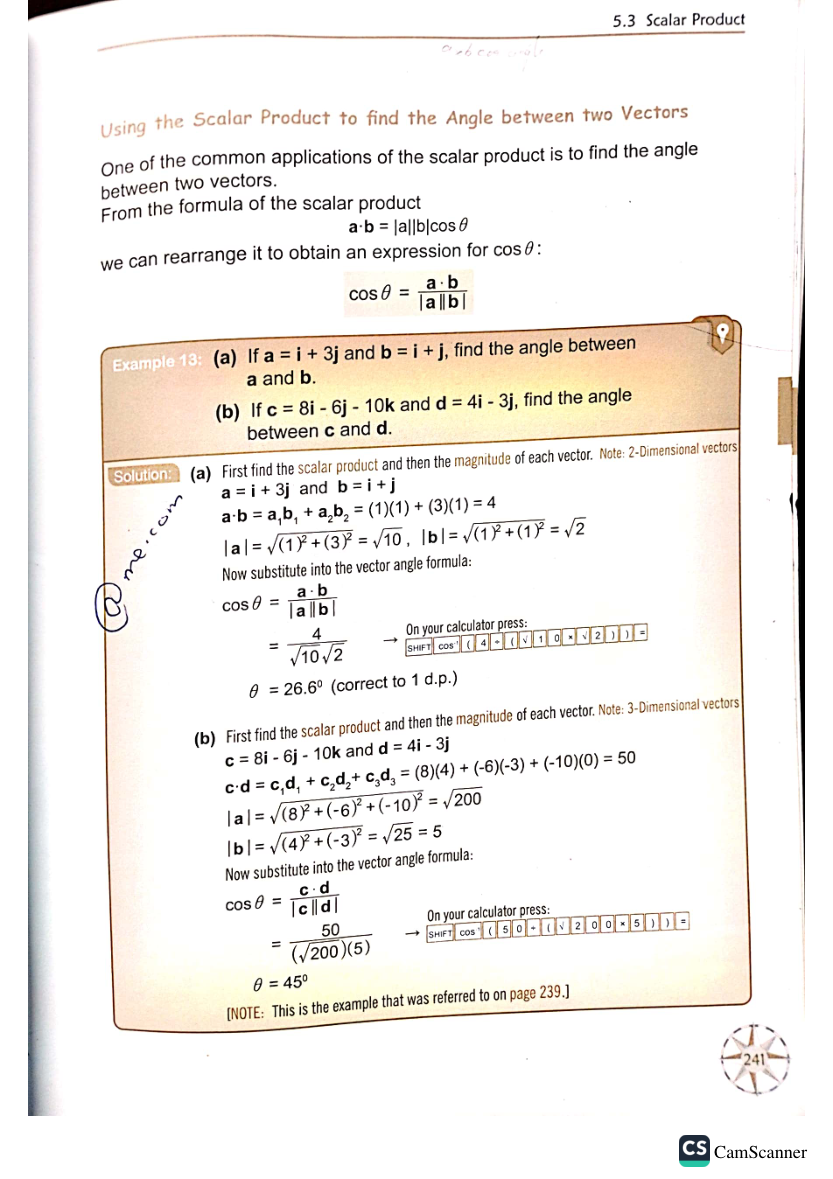 5.3 Scalar Product
Using the Scalar Product to find the Angle between two Vectors
One of the common applications of the scalar product is to find the angle
between two vectors.
From the formula of the scalar product
a·b = |a||b|cos θ
we can rearrange it to obtain an expression for cos θ :
cos θ = a · b / |a||b|
Example 13: (a) If a = i + 3j and b = i + j, find the angle between
a and b.
(b) If c = 8i - 6j - 10k and d = 4i - 3j, find the angle
between c and d.
Solution: (a) First find the scalar product and then the magnitude of each vector. Note: 2-Dimensional vectors
a = i + 3j and b = i + j
a·b = a₁b₁ + a₂b₂ = (1)(1) + (3)(1) = 4
|a| = √(1)² + (3)² = √10 , |b| = √(1)² + (1)² = √2
Now substitute into the vector angle formula:
cos θ = a · b / |a||b|
= 4 / √10 √2 → On your calculator press:
SHIFT cos⁻¹ ( 4 ÷ ( √ 1 0 × √ 2 ) ) =
θ = 26.6⁰ (correct to 1 d.p.)
@me.com
(b) First find the scalar product and then the magnitude of each vector. Note: 3-Dimensional vectors
c = 8i - 6j - 10k and d = 4i - 3j
c·d = c₁d₁ + c₂d₂ + c₃d₃ = (8)(4) + (-6)(-3) + (-10)(0) = 50
|a| = √(8)² + (-6)² + (-10)² = √200
|b| = √(4)² + (-3)² = √25 = 5
Now substitute into the vector angle formula:
cos θ = c · d / |c||d|
= 50 / (√200)(5) → On your calculator press:
SHIFT cos⁻¹ ( 5 0 ÷ ( √ 2 0 0 × 5 ) ) =
θ = 45⁰
[NOTE: This is the example that was referred to on page 239.]
241
CS CamScanner